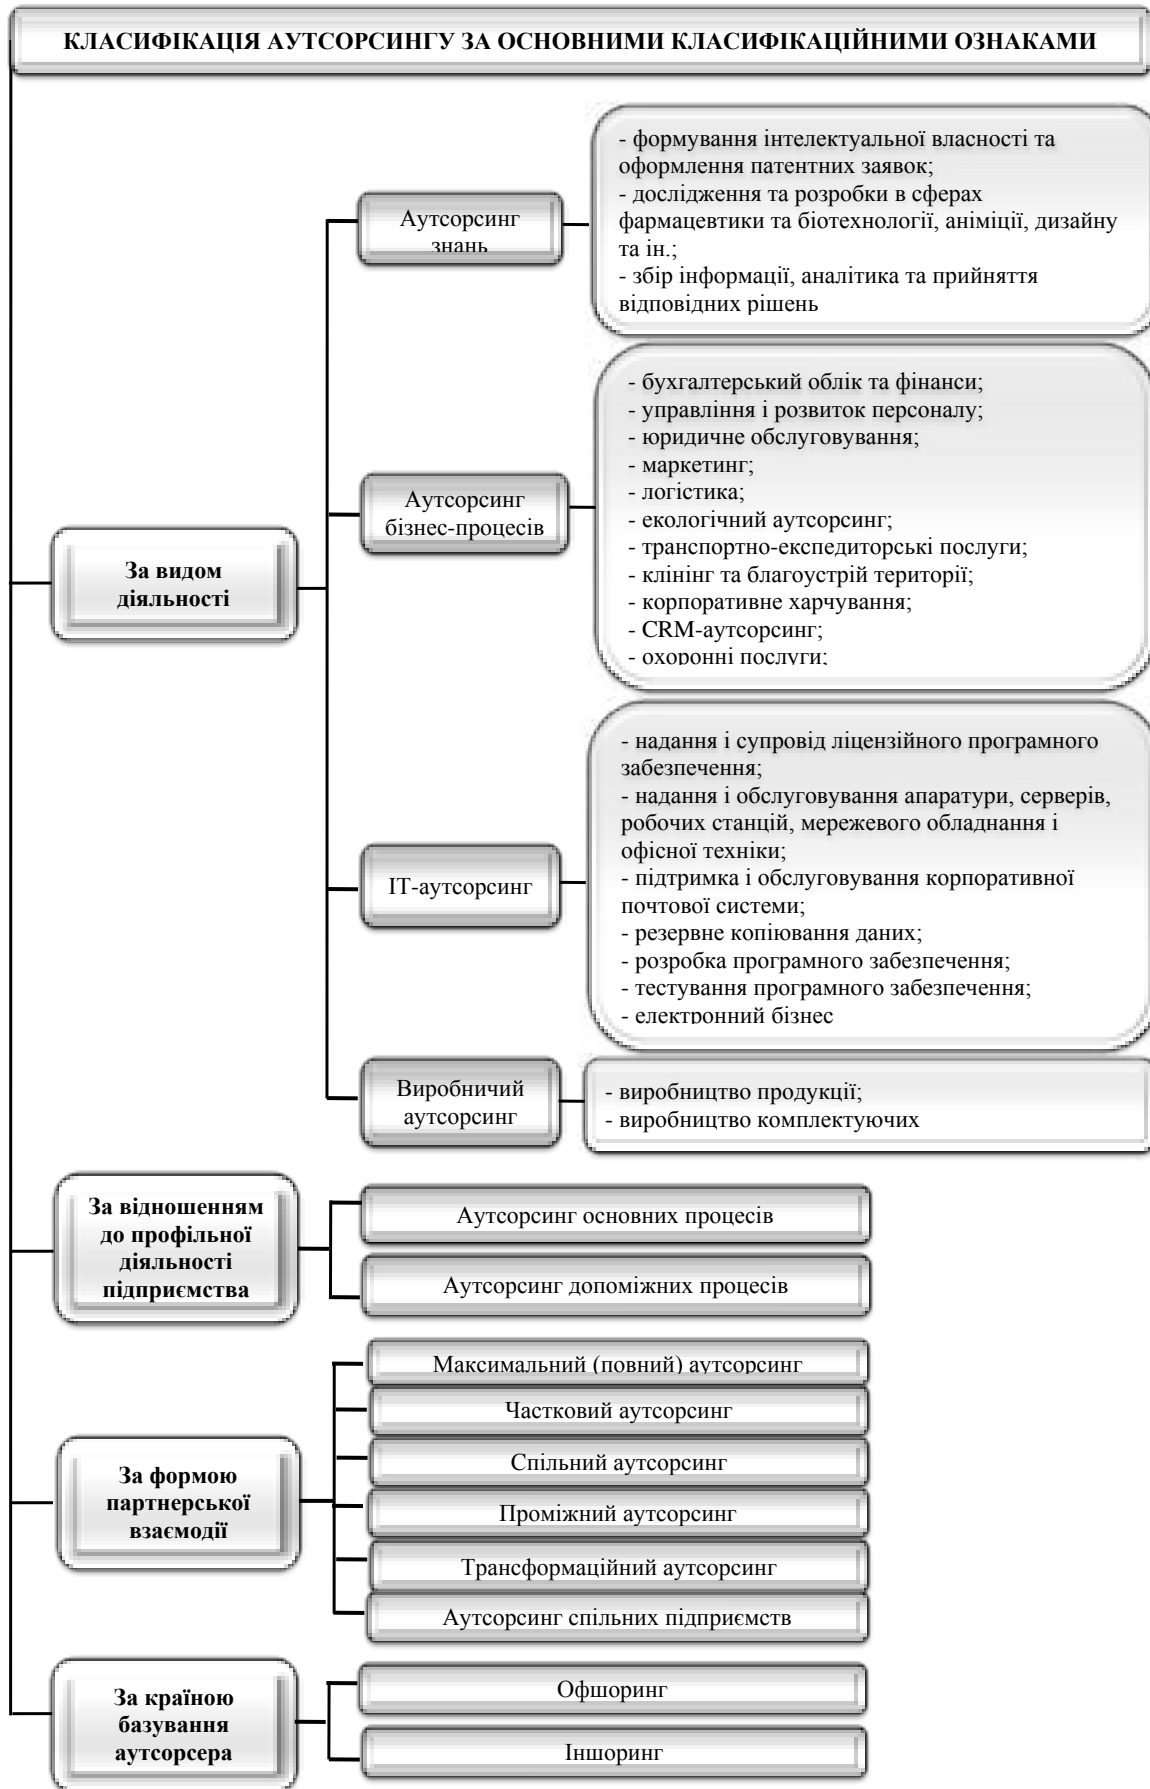 КЛАСИФІКАЦІЯ АУТСОРСИНГУ ЗА ОСНОВНИМИ КЛАСИФІКАЦІЙНИМИ ОЗНАКАМИ
За видом
діяльності
Аутсорсинг
знань
- формування інтелектуальної власності та
оформлення патентних заявок;
- дослідження та розробки в сферах
фармацевтики та біотехнології, аніміції, дизайну
та ін.;
- збір інформації, аналітика та прийняття
відповідних рішень
Аутсорсинг
бізнес-процесів
- бухгалтерський облік та фінанси;
- управління і розвиток персоналу;
- юридичне обслуговування;
- маркетинг;
- логістика;
- екологічний аутсорсинг;
- транспортно-експедиторські послуги;
- клінінг та благоустрій території;
- корпоративне харчування;
- CRM-аутсорсинг;
- охоронні послуги;
ІТ-аутсорсинг
- надання і супровід ліцензійного програмного
забезпечення;
- надання і обслуговування апаратури, серверів,
робочих станцій, мережевого обладнання і
офісної техніки;
- підтримка і обслуговування корпоративної
почтової системи;
- резервне копіювання даних;
- розробка програмного забезпечення;
- тестування програмного забезпечення;
- електронний бізнес
Виробничий
аутсорсинг
- виробництво продукції;
- виробництво комплектуючих
За відношенням
до профільної
діяльності
підприємства
Аутсорсинг основних процесів
Аутсорсинг допоміжних процесів
За формою
партнерської
взаємодії
Максимальний (повний) аутсорсинг
Частковий аутсорсинг
Спільний аутсорсинг
Проміжний аутсорсинг
Трансформаційний аутсорсинг
Аутсорсинг спільних підприємств
За країною
базування
аутсорсера
Офшоринг
Іншоринг